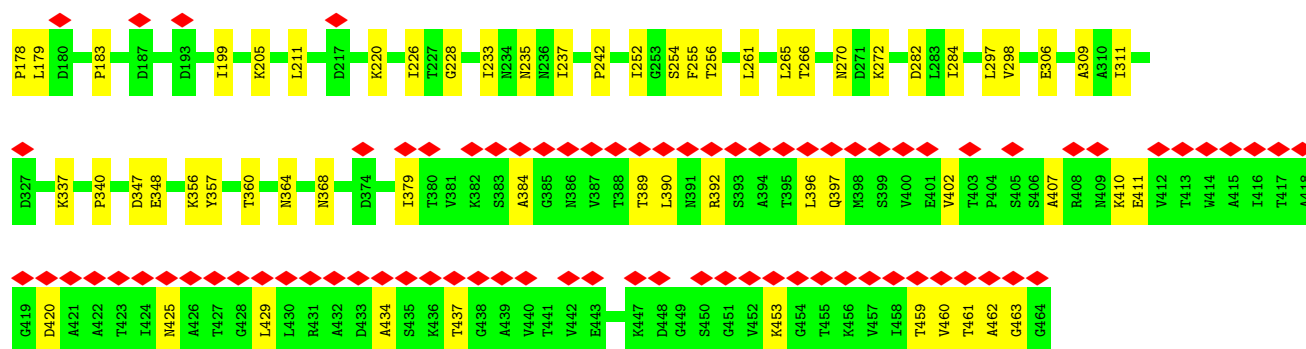 P178 L179 D180 P183 D187 D193 I199 K205 L211 D217 K220 I226 T227 G228 I233 N234 N235 N236 I237 P242 I252 G253 S254 F255 T256 L261 L265 T266 N270 D271 K272 D282 L283 I284 L297 V298 E306 A309 A310 I311
D327 K337 P340 D347 E348 K356 Y357 T360 N364 N368 D374 I379 T380 V381 K382 S383 A384 G385 N386 V387 T388 T389 L390 N391 R392 S393 A394 T395 L396 Q397 M398 S399 V400 E401 V402 T403 P404 S405 S406 A407 R408 N409 K410 E411 V412 T413 W414 A415 I416 T417 A418
G419 D420 A421 A422 T423 I424 N425 A426 T427 G428 L429 L430 R431 A432 D433 A434 S435 K436 T437 G438 A439 V440 T441 V442 E443 K447 D448 G449 S450 G451 V452 K453 G454 T455 K456 V457 I458 T459 V460 T461 A462 G463 G464